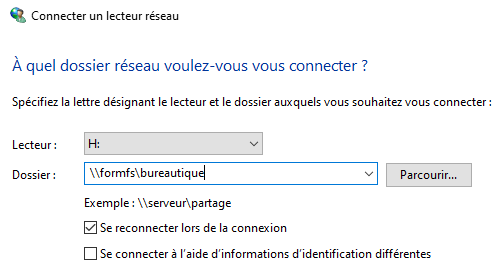 Connecter un lecteur réseau
À quel dossier réseau voulez-vous vous connecter ?
Spécifiez la lettre désignant le lecteur et le dossier auxquels vous souhaitez vous connecter :
Lecteur : H:
Dossier : \\formfs\bureautique Parcourir...
Exemple : \\serveur\partage
Se reconnecter lors de la connexion
Se connecter à l'aide d'informations d'identification différentes